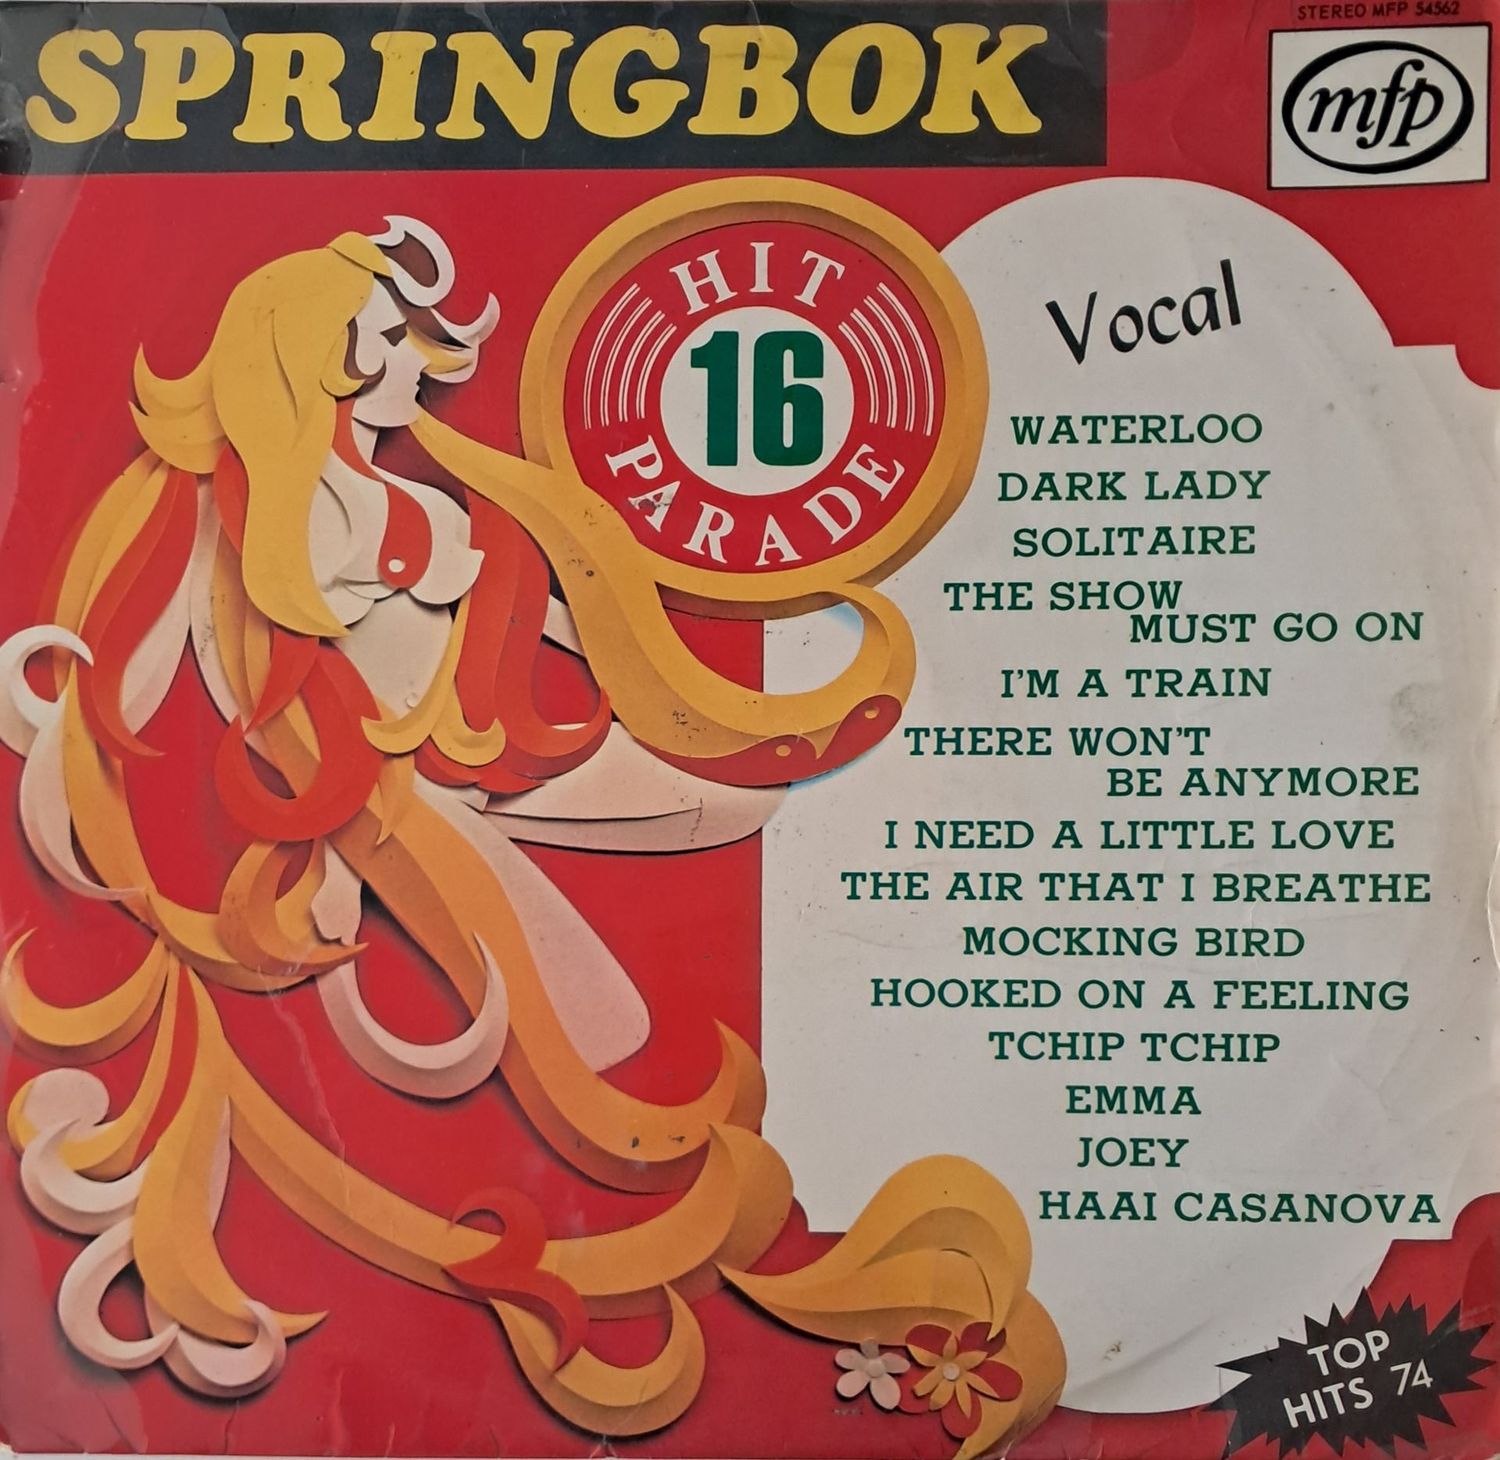 STEREO MFP 54562
SPRINGBOK
mfp
HIT
16
PARADE
Vocal
WATERLOO
DARK LADY
SOLITAIRE
THE SHOW
MUST GO ON
I'M A TRAIN
THERE WON'T
BE ANYMORE
I NEED A LITTLE LOVE
THE AIR THAT I BREATHE
MOCKING BIRD
HOOKED ON A FEELING
TCHIP TCHIP
EMMA
JOEY
HAAI CASANOVA
TOP
HITS 74